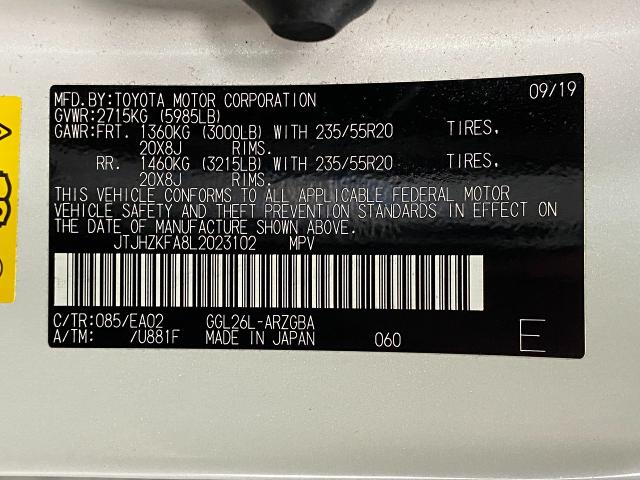 MFD.BY:TOYOTA MOTOR CORPORATION 09/19
GVWR:2715KG (5985LB)
GAWR:FRT. 1360KG (3000LB) WITH 235/55R20 TIRES,
20X8J RIMS.
RR. 1460KG (3215LB) WITH 235/55R20 TIRES,
20X8J RIMS.
THIS VEHICLE CONFORMS TO ALL APPLICABLE FEDERAL MOTOR
VEHICLE SAFETY AND THEFT PREVENTION STANDARDS IN EFFECT ON
THE DATE OF MANUFACTURE SHOWN ABOVE.
JTJHZKFA8L2023102 MPV
C/TR:085/EA02 GGL26L-ARZGBA
A/TM: /U881F MADE IN JAPAN 060 E